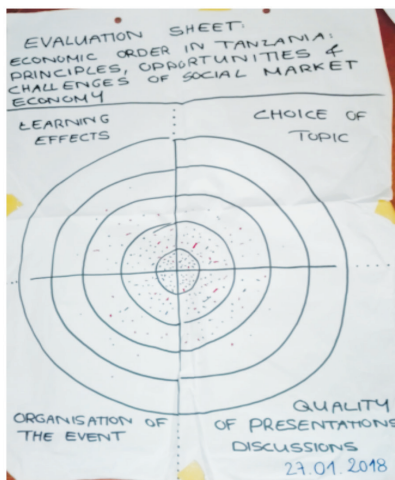 EVALUATION SHEET:
ECONOMIC ORDER IN TANZANIA:
PRINCIPLES, OPPORTUNITIES &
CHALLENGES OF SOCIAL MARKET
ECONOMY
LEARNING
EFFECTS
CHOICE OF
TOPIC
ORGANISATION OF
THE EVENT
QUALITY
OF PRESENTATIONS
DISCUSSIONS
27.01.2018